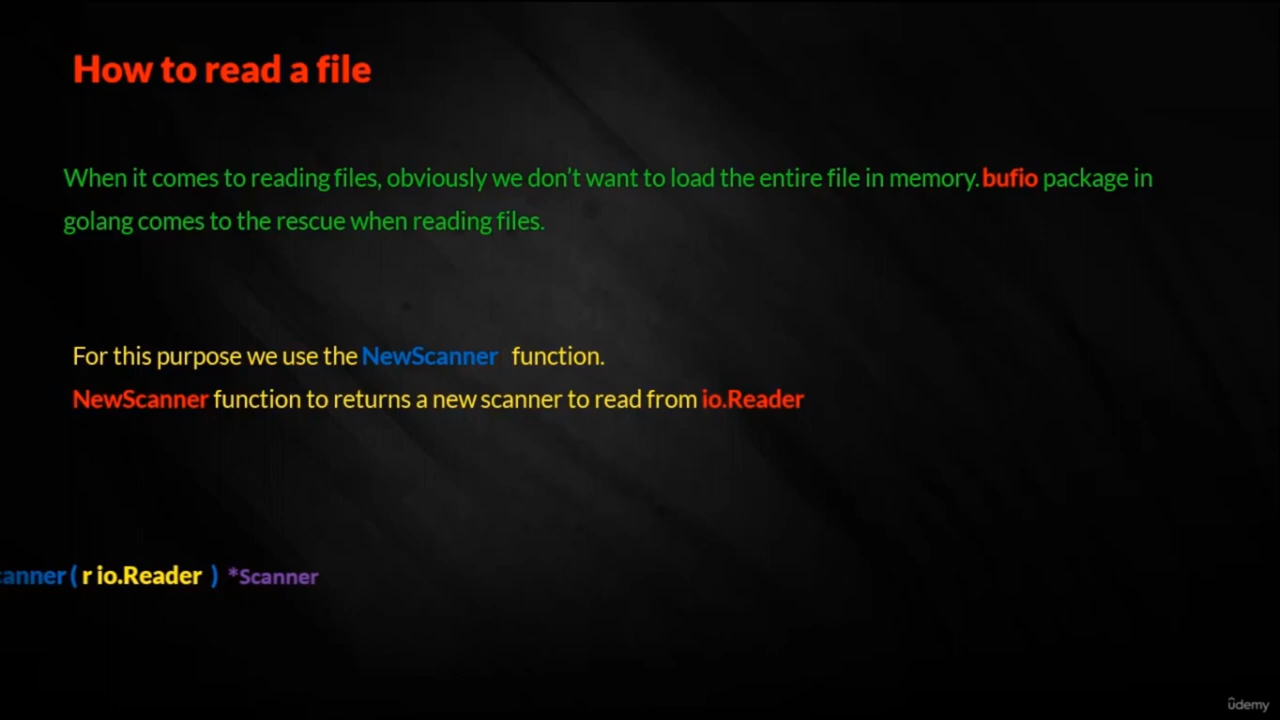 How to read a file
When it comes to reading files, obviously we don't want to load the entire file in memory. bufio package in
golang comes to the rescue when reading files.
For this purpose we use the NewScanner function.
NewScanner function to returns a new scanner to read from io.Reader
canner ( r io.Reader ) *Scanner
ûdemy